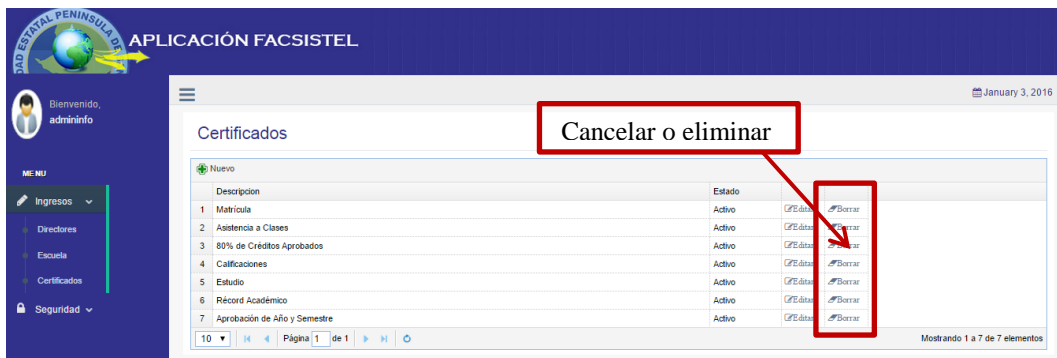 ESTATAL PENINSULA DE
DAD
APLICACIÓN FACSISTEL
Bienvenido,
admininfo
January 3, 2016
Certificados
Cancelar o eliminar
MENU
Nuevo
Ingresos
Descripcion Estado
1 Matrícula Activo Editar Borrar
2 Asistencia a Clases Activo Editar Borrar
3 80% de Créditos Aprobados Activo Editar Borrar
4 Calificaciones Activo Editar Borrar
5 Estudio Activo Editar Borrar
6 Récord Académico Activo Editar Borrar
7 Aprobación de Año y Semestre Activo Editar Borrar
Directores
Escuela
Certificados
Seguridad
10 Página 1 de 1 Mostrando 1 a 7 de 7 elementos